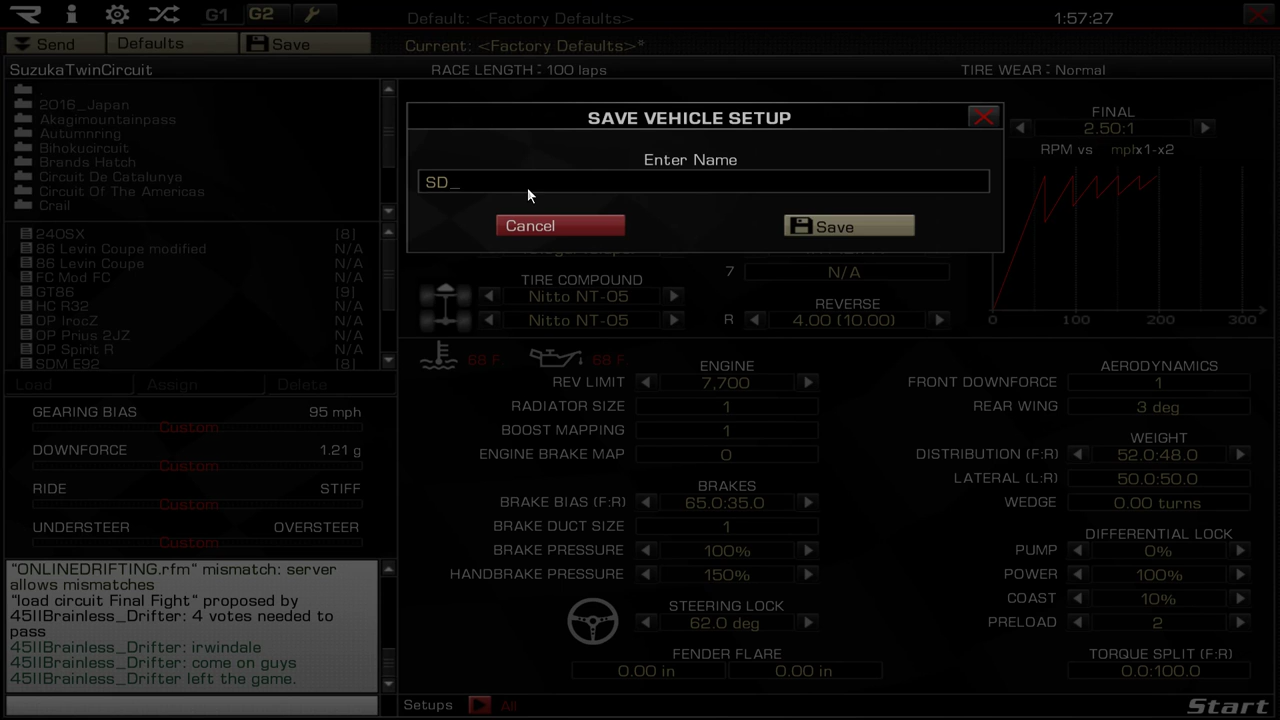 G1 G2 Default: <Factory Defaults> 1:57:27
Send Defaults Save Current: <Factory Defaults>*
SuzukaTwinCircuit RACE LENGTH : 100 laps TIRE WEAR : Normal
2016_Japan
Akagimountainpass
Autumnring
Bihokucircuit
Brands Hatch
Circuit De Catalunya
Circuit Of The Americas
Crail
240SX [8]
86 Levin Coupe modified N/A
86 Levin Coupe N/A
FC Mod FC N/A
GT86 [9]
HC R32 N/A
OP IrocZ N/A
OP Prius 2JZ N/A
OP Spirit R N/A
SDM E92 [8]
Load Assign Delete
GEARING BIAS 95 mph
Custom
DOWNFORCE 1.21 g
Custom
RIDE STIFF
Custom
UNDERSTEER OVERSTEER
Custom
"ONLINEDRIFTING.rfm" mismatch: server
allows mismatches
"load circuit Final Fight" proposed by
45IIBrainless_Drifter: 4 votes needed to
pass
45IIBrainless_Drifter: irwindale
45IIBrainless_Drifter: come on guys
45IIBrainless_Drifter left the game.
SAVE VEHICLE SETUP
Enter Name
SD_
Cancel Save
FINAL
2.50:1
RPM vs mph x1-x2
0 100 200 300
7 N/A
TIRE COMPOUND
Nitto NT-05
Nitto NT-05
REVERSE
R 4.00 (10.00)
68 F 68 F
ENGINE
REV LIMIT 7,700
RADIATOR SIZE 1
BOOST MAPPING 1
ENGINE BRAKE MAP 0
BRAKES
BRAKE BIAS (F:R) 65.0:35.0
BRAKE DUCT SIZE 1
BRAKE PRESSURE 100%
HANDBRAKE PRESSURE 150%
STEERING LOCK
62.0 deg
FENDER FLARE
0.00 in 0.00 in
AERODYNAMICS
FRONT DOWNFORCE 1
REAR WING 3 deg
WEIGHT
DISTRIBUTION (F:R) 52.0:48.0
LATERAL (L:R) 50.0:50.0
WEDGE 0.00 turns
DIFFERENTIAL LOCK
PUMP 0%
POWER 100%
COAST 10%
PRELOAD 2
TORQUE SPLIT (F:R)
0.0:100.0
Setups All Start